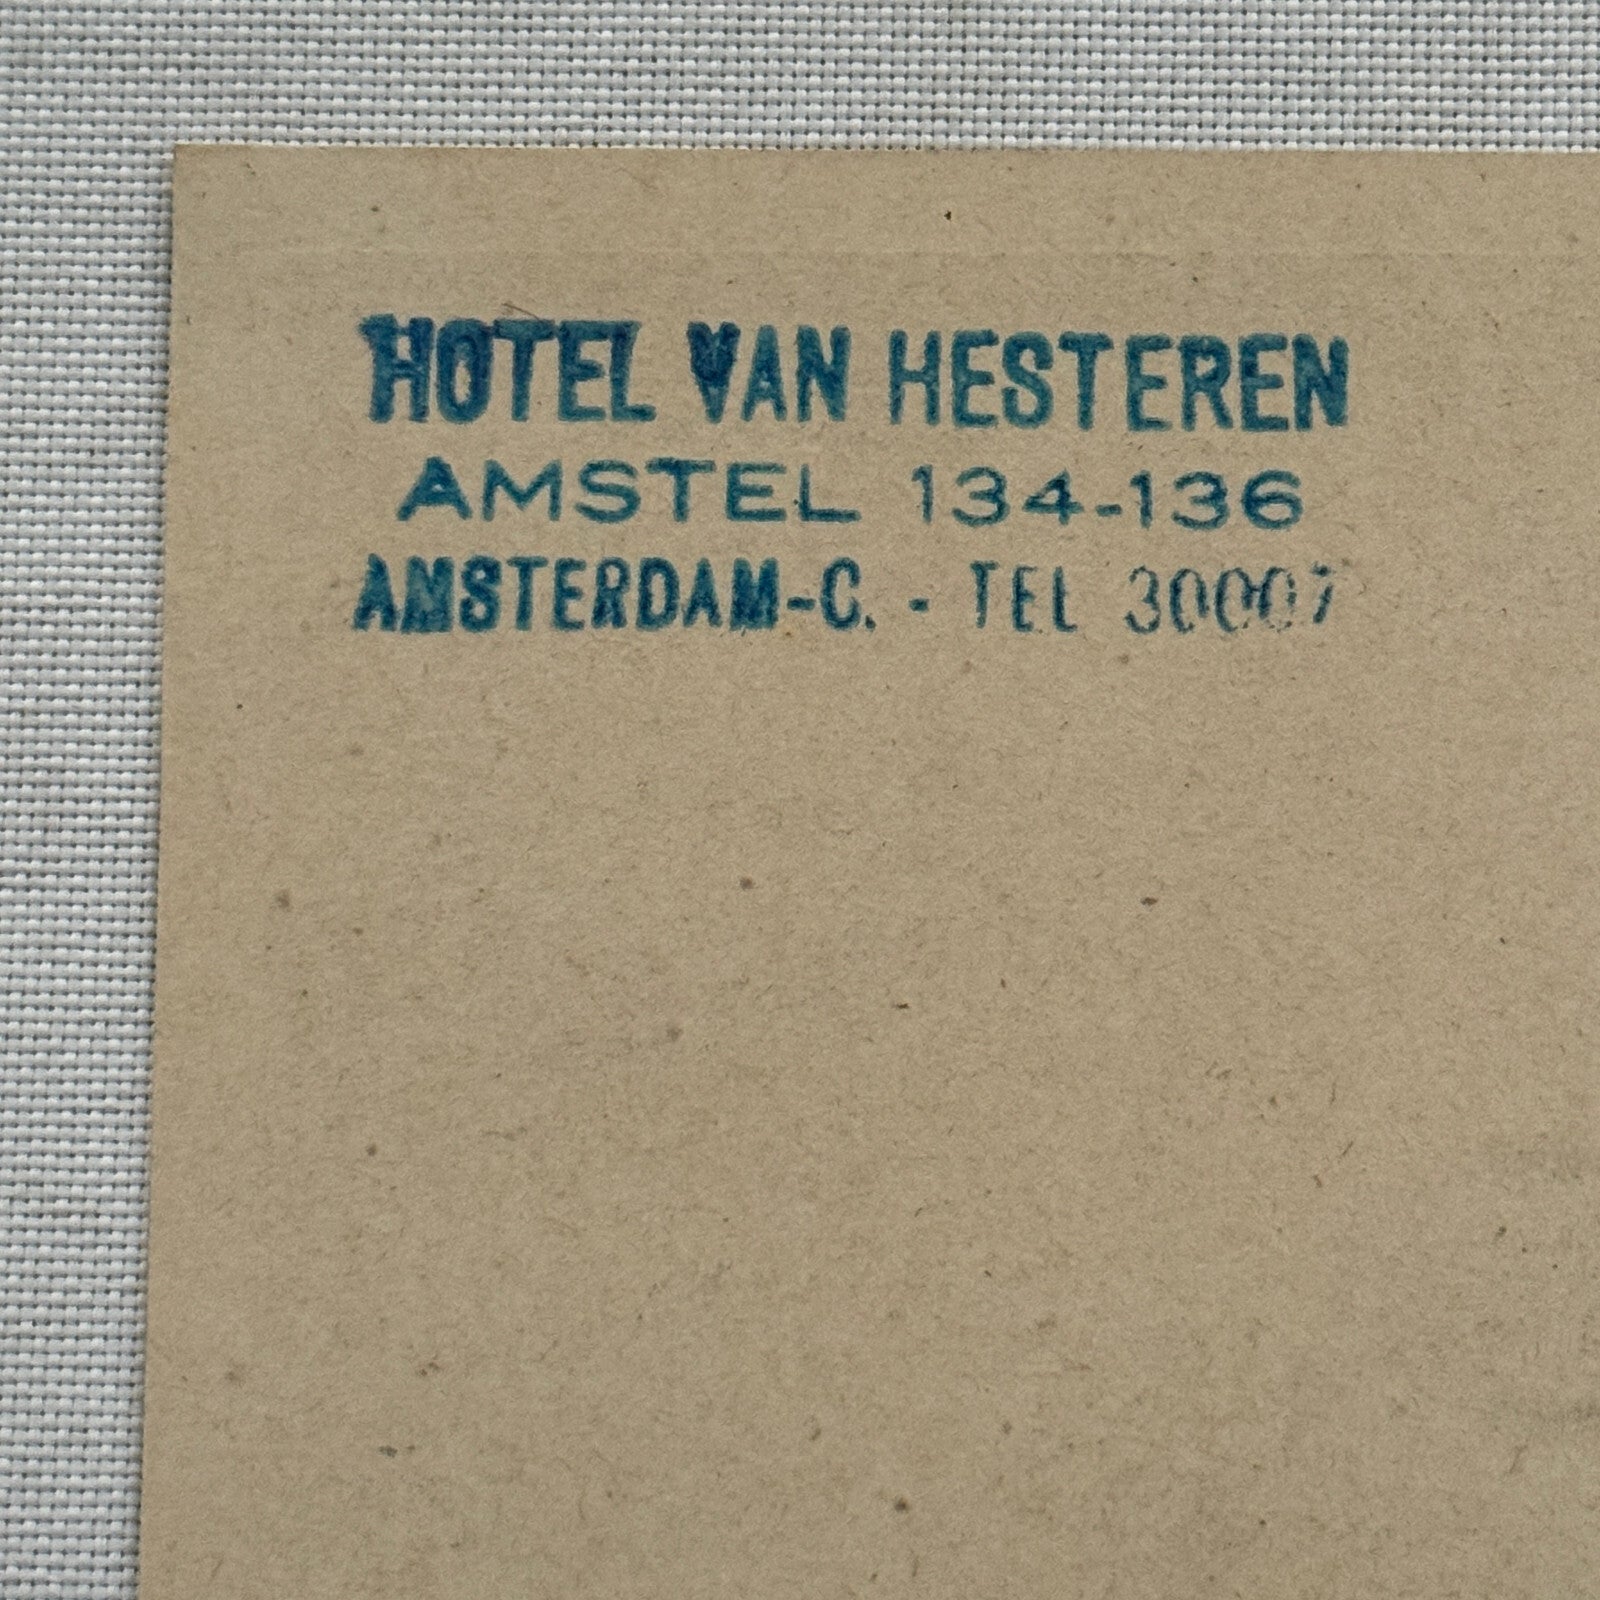 HOTEL VAN HESTEREN
AMSTEL 134-136
AMSTERDAM-C. - TEL 30007